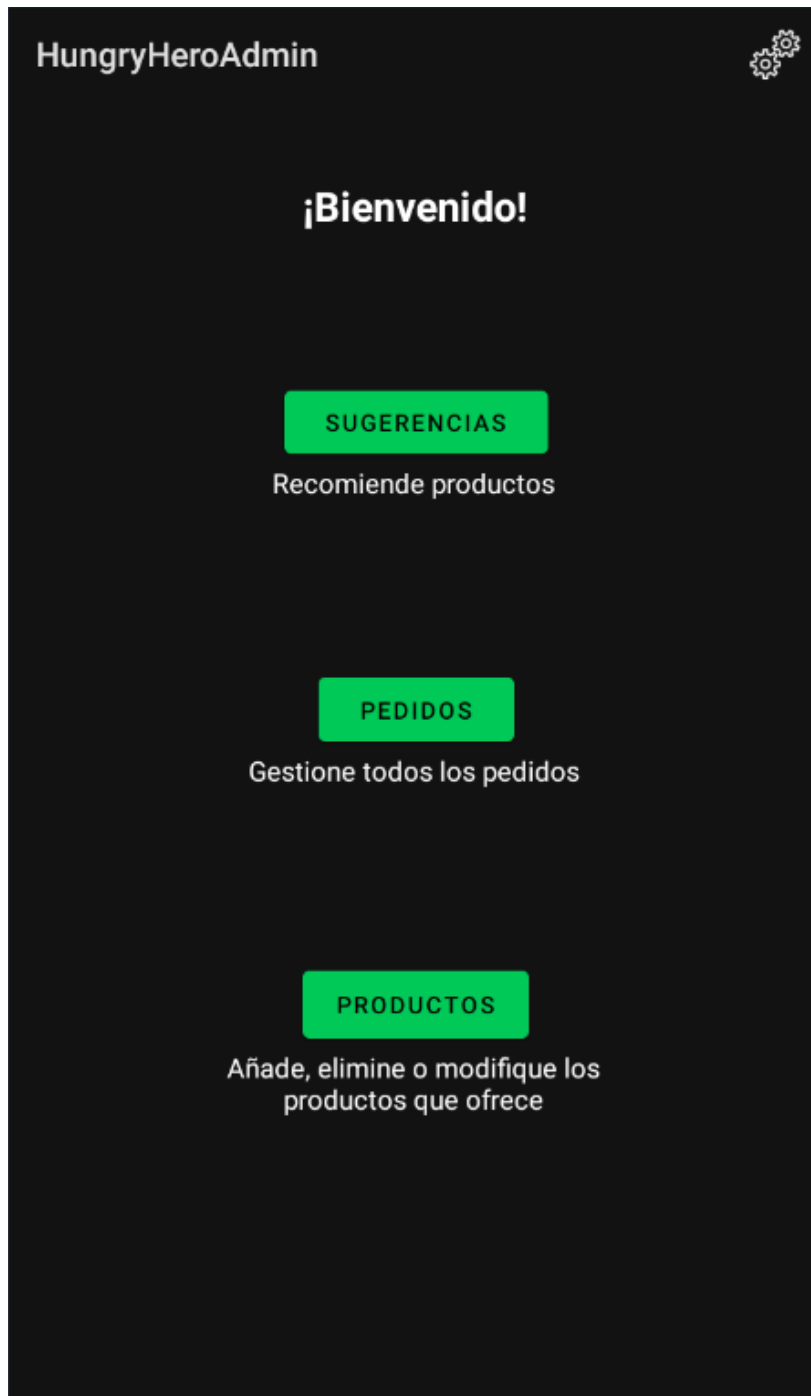 HungryHeroAdmin
¡Bienvenido!
SUGERENCIAS
Recomiende productos
PEDIDOS
Gestione todos los pedidos
PRODUCTOS
Añade, elimine o modifique los
productos que ofrece